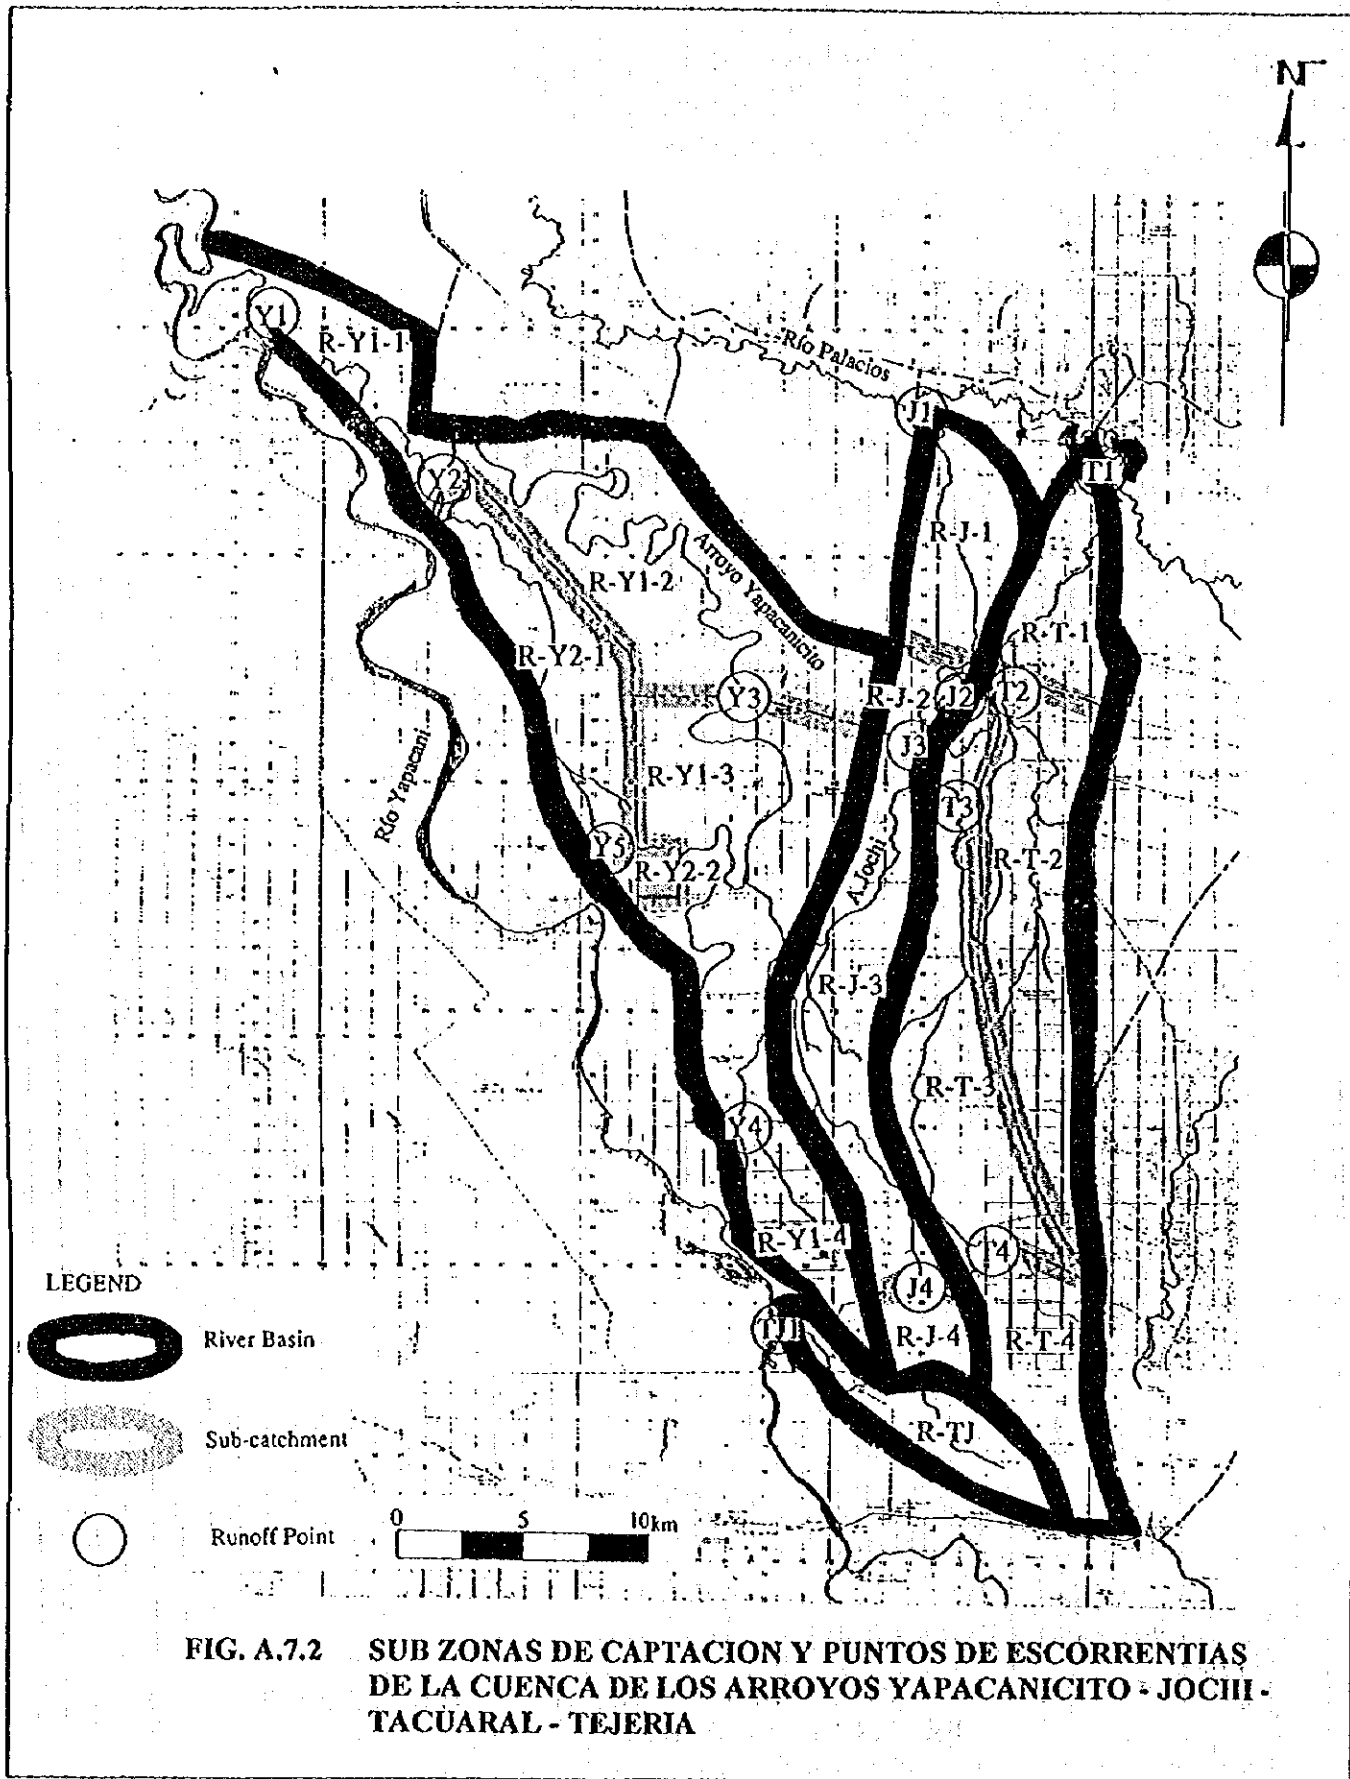 N
Y1
R-Y1-1
Río Palacios
J1
T1
Y2
R-J-1
R-Y1-2
Arroyo Yapacanicito
R-T-1
R-Y2-1
Y3
R-J-2
J2
T2
Río Yapacani
J3
R-Y1-3
T3
Y5
R-Y2-2
A.Jochi
R-T-2
R-J-3
R-T-3
Y4
R-Y1-4
T4
J4
TJ1
R-J-4
R-T-4
R-TJ
LEGEND
River Basin
Sub-catchment
Runoff Point
0 5 10km
FIG. A.7.2 SUB ZONAS DE CAPTACION Y PUNTOS DE ESCORRENTIAS
DE LA CUENCA DE LOS ARROYOS YAPACANICITO - JOCHI -
TACUARAL - TEJERIA